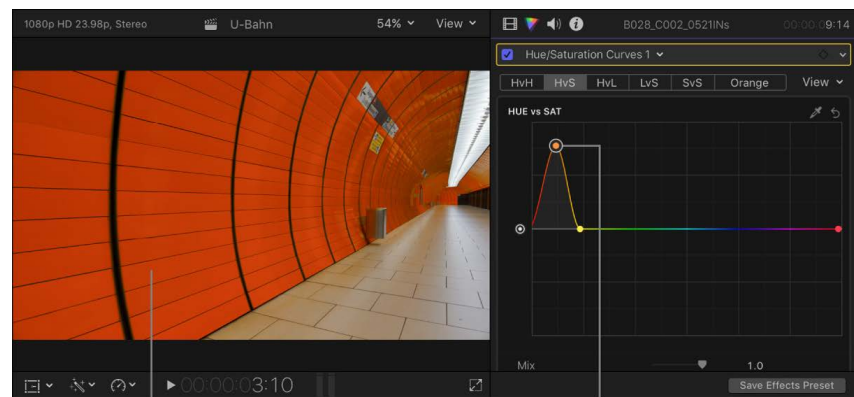 1080p HD 23.98p, Stereo
U-Bahn
54%
View
B028_C002_0521INs
00:00:09:14
Hue/Saturation Curves 1
HvH
HvS
HvL
LvS
SvS
Orange
View
HUE vs SAT
Mix
1.0
00:00:03:10
Save Effects Preset